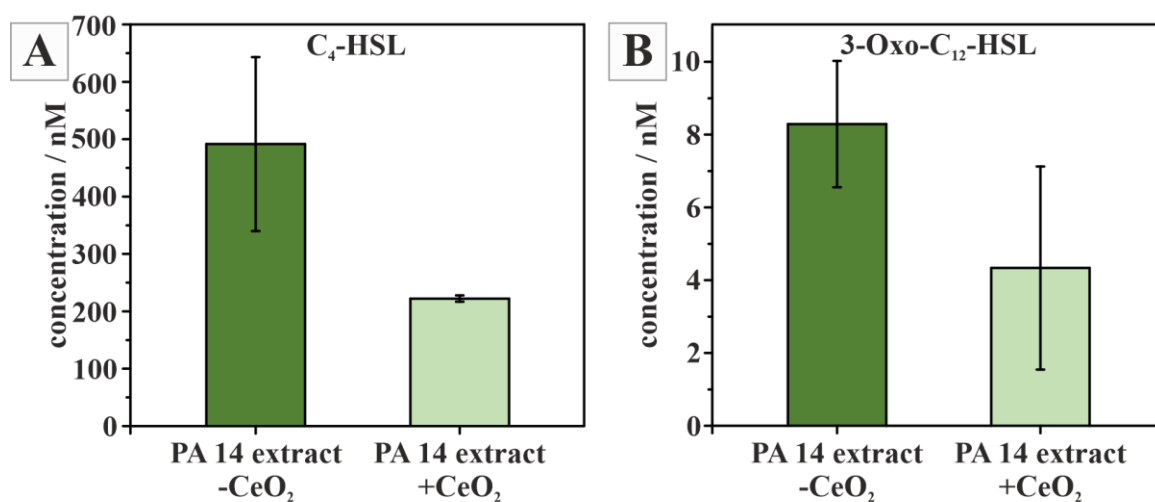 A
C₄-HSL
concentration / nM
700
600
500
400
300
200
100
0
PA 14 extract
-CeO₂
PA 14 extract
+CeO₂
B
3-Oxo-C₁₂-HSL
concentration / nM
10
8
6
4
2
0
PA 14 extract
-CeO₂
PA 14 extract
+CeO₂